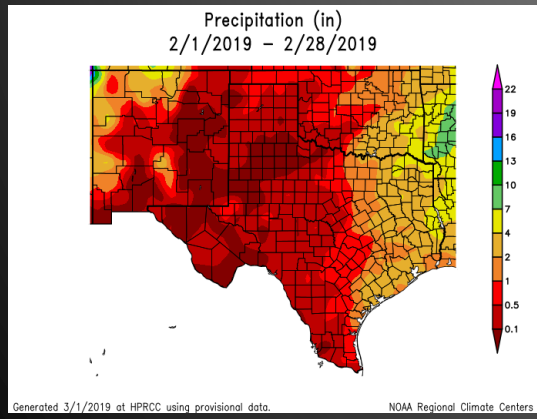 Precipitation (in)
2/1/2019 – 2/28/2019
22
19
16
13
10
7
4
2
1
0.5
0.1
Generated 3/1/2019 at HPRCC using provisional data.
NOAA Regional Climate Centers